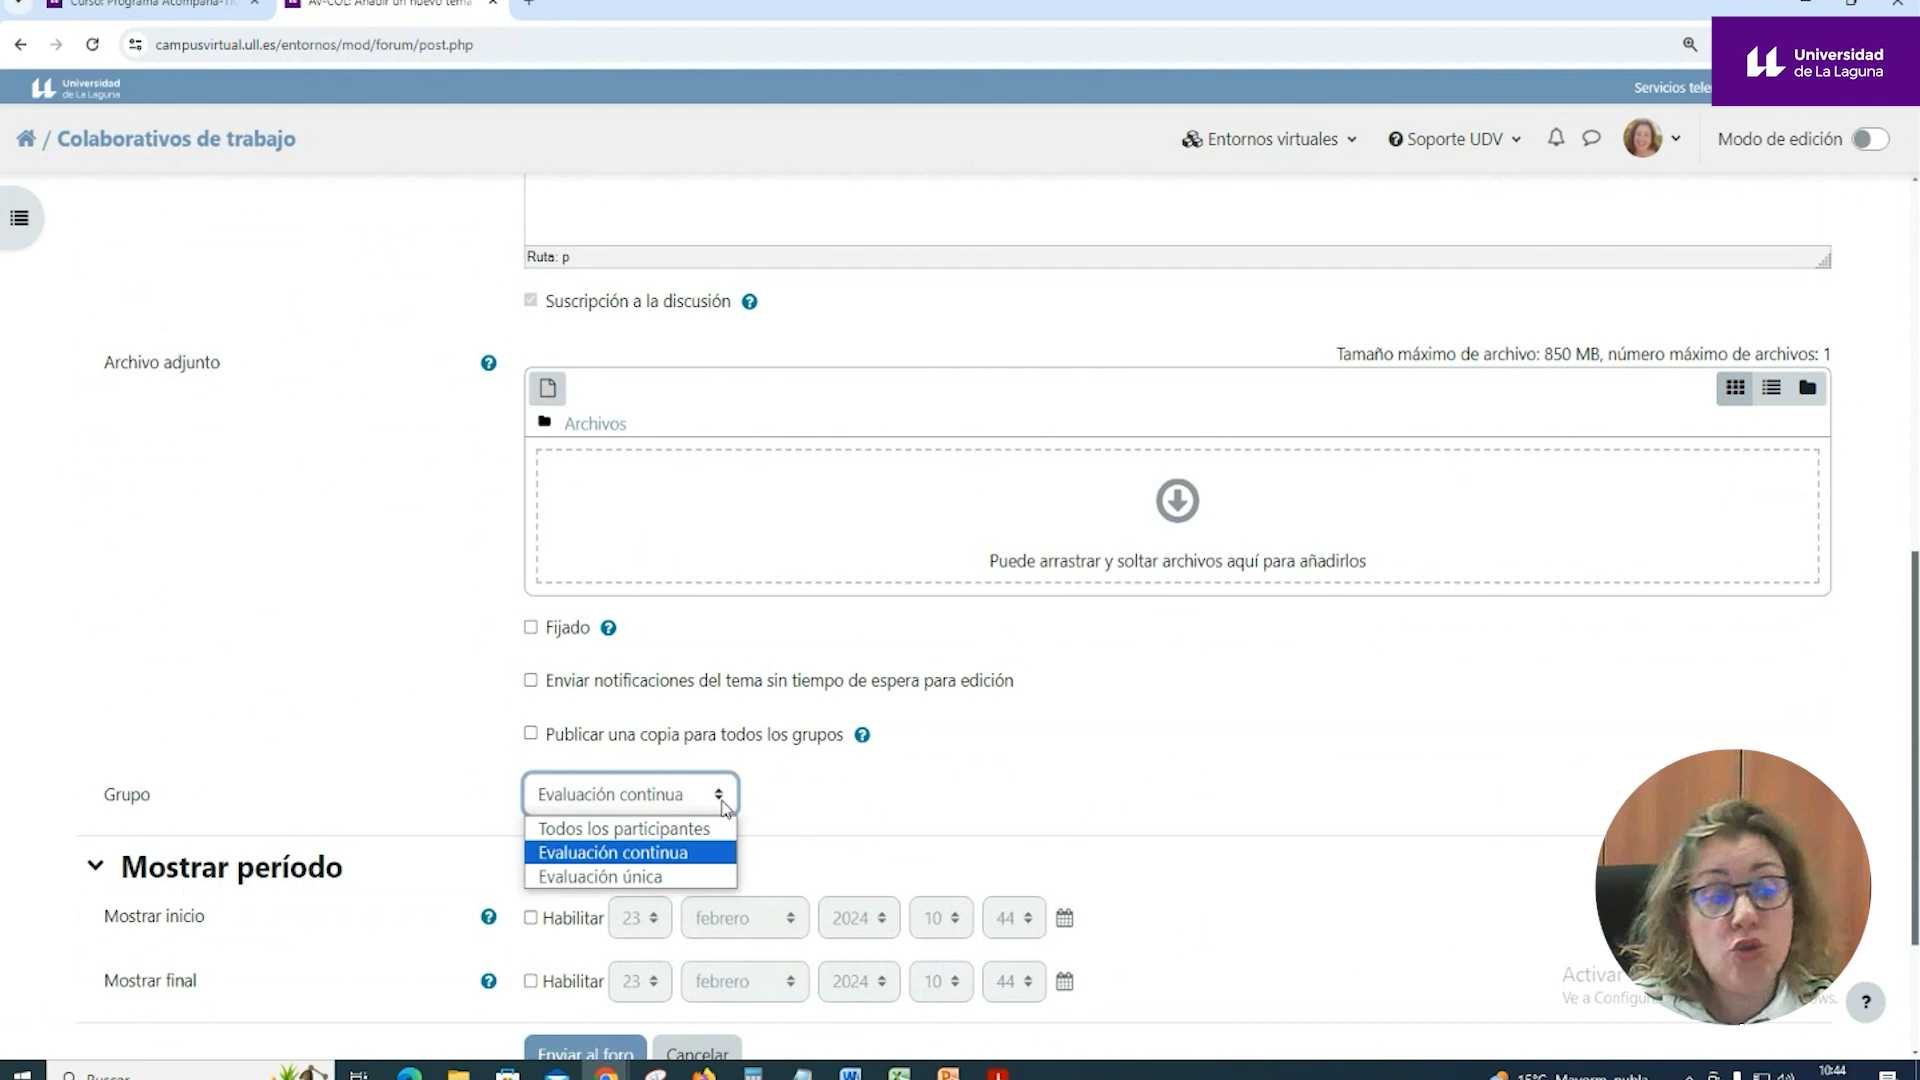 Curso: Programa Acompaña-TIC
AV-COL: Añadir un nuevo tema
campusvirtual.ull.es/entornos/mod/forum/post.php
Universidad
de La Laguna
Universidad
de La Laguna
Servicios tele
/ Colaborativos de trabajo
Entornos virtuales
Soporte UDV
Modo de edición
Ruta: p
Suscripción a la discusión
Archivo adjunto
Tamaño máximo de archivo: 850 MB, número máximo de archivos: 1
Archivos
Puede arrastrar y soltar archivos aquí para añadirlos
Fijado
Enviar notificaciones del tema sin tiempo de espera para edición
Publicar una copia para todos los grupos
Grupo
Evaluación continua
Todos los participantes
Evaluación continua
Evaluación única
Mostrar período
Mostrar inicio
Habilitar 23 febrero 2024 10 44
Mostrar final
Habilitar 23 febrero 2024 10 44
Activar
Ve a Configur
ows.
?
Enviar al foro
Cancelar
Buscar
15°C Mayorm. nubla
10:44